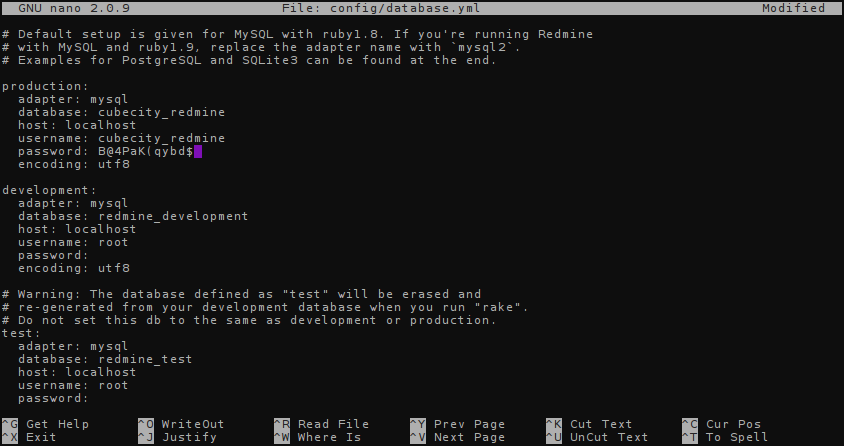 GNU nano 2.0.9 File: config/database.yml Modified
# Default setup is given for MySQL with ruby1.8. If you're running Redmine
# with MySQL and ruby1.9, replace the adapter name with `mysql2`.
# Examples for PostgreSQL and SQLite3 can be found at the end.
production:
  adapter: mysql
  database: cubecity_redmine
  host: localhost
  username: cubecity_redmine
  password: B@4PaK(qybd$
  encoding: utf8
development:
  adapter: mysql
  database: redmine_development
  host: localhost
  username: root
  password:
  encoding: utf8
# Warning: The database defined as "test" will be erased and
# re-generated from your development database when you run "rake".
# Do not set this db to the same as development or production.
test:
  adapter: mysql
  database: redmine_test
  host: localhost
  username: root
  password:
^G Get Help ^O WriteOut ^R Read File ^Y Prev Page ^K Cut Text ^C Cur Pos
^X Exit ^J Justify ^W Where Is ^V Next Page ^U UnCut Text ^T To Spell